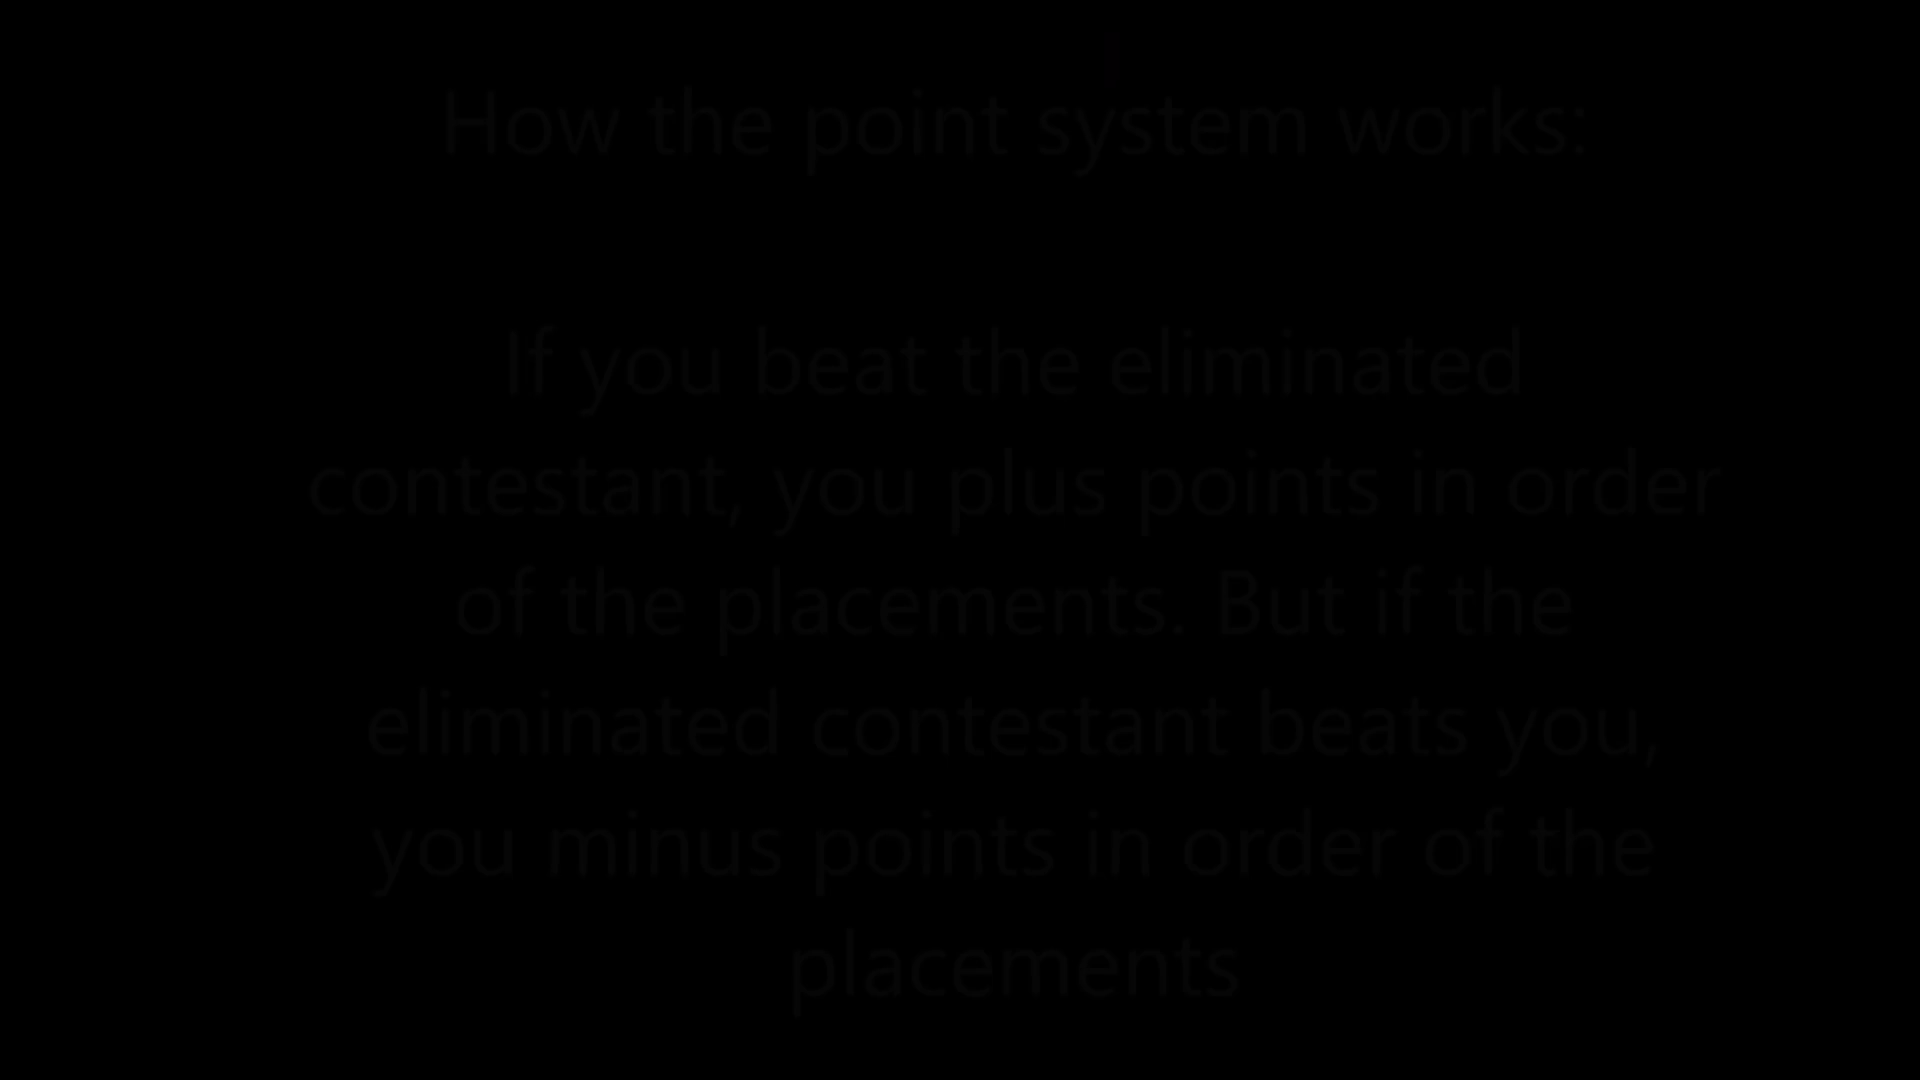 How the point system works:
If you beat the eliminated
contestant, you plus points in order
of the placements. But if the
eliminated contestant beats you,
you minus points in order of the
placements